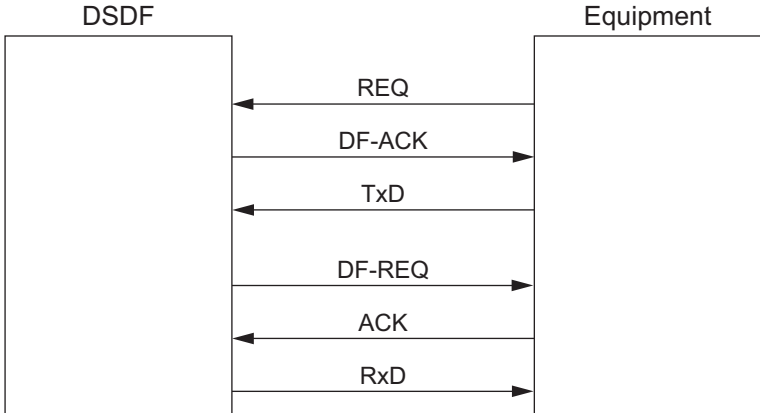 DSDF
Equipment
REQ
DF-ACK
TxD
DF-REQ
ACK
RxD